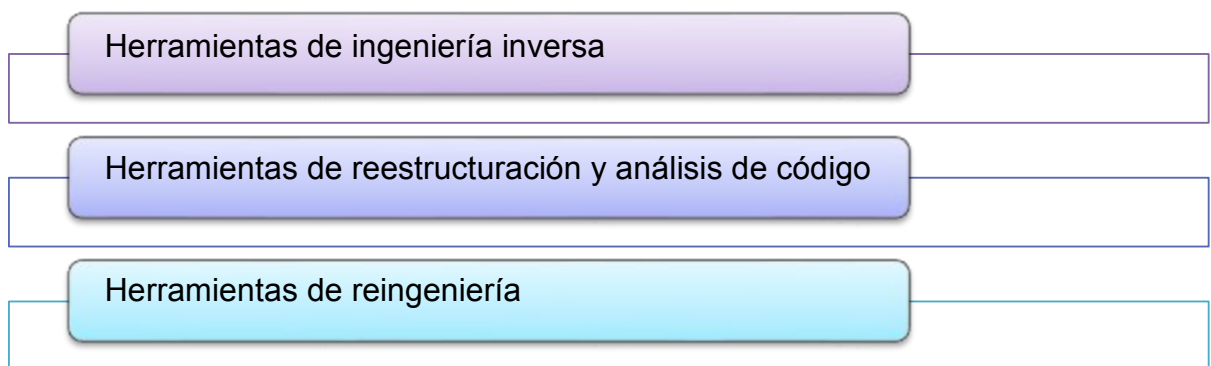 Herramientas de ingeniería inversa
Herramientas de reestructuración y análisis de código
Herramientas de reingeniería